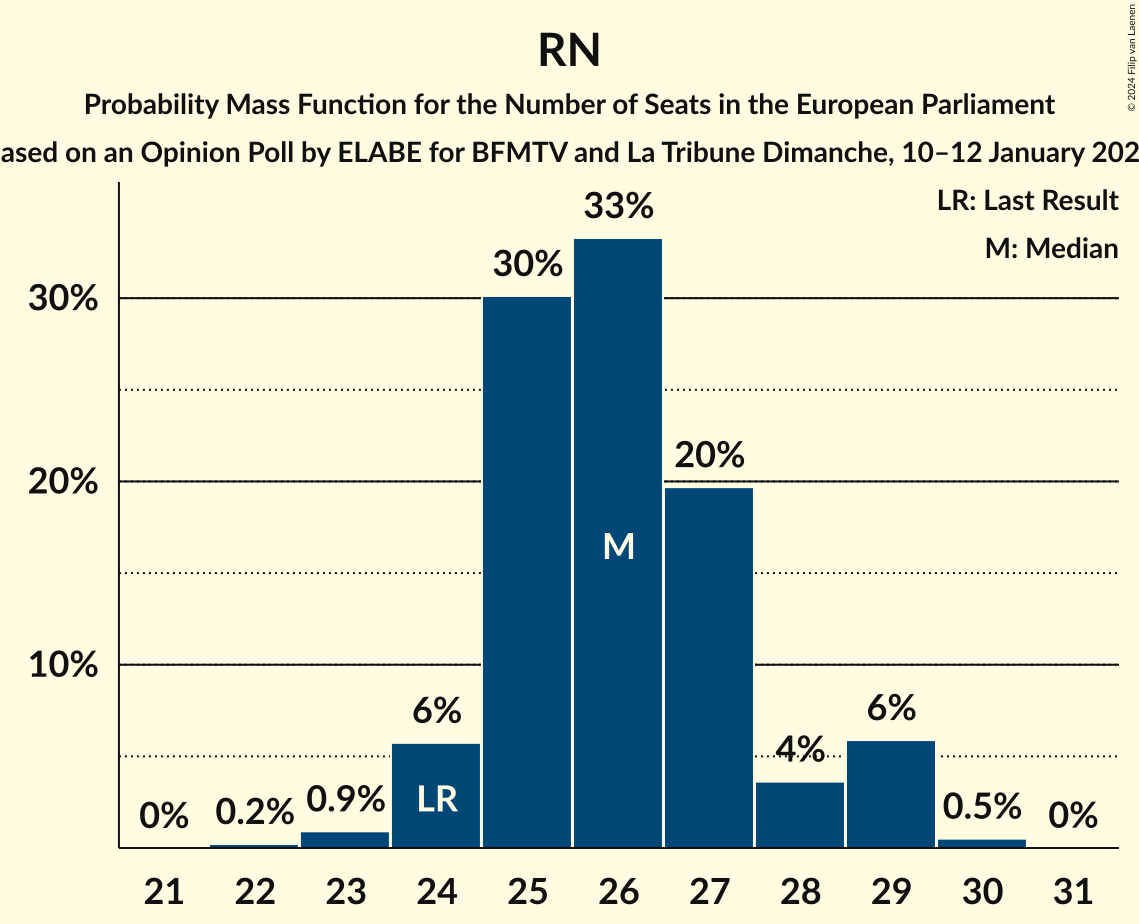 RN
Probability Mass Function for the Number of Seats in the European Parliament
ased on an Opinion Poll by ELABE for BFMTV and La Tribune Dimanche, 10–12 January 202
© 2024 Filip van Laenen
LR: Last Result
M: Median
33%
30%
30%
20%
20%
M
10%
6%
6%
4%
LR
0%
0.2%
0.9%
0.5%
0%
21 22 23 24 25 26 27 28 29 30 31